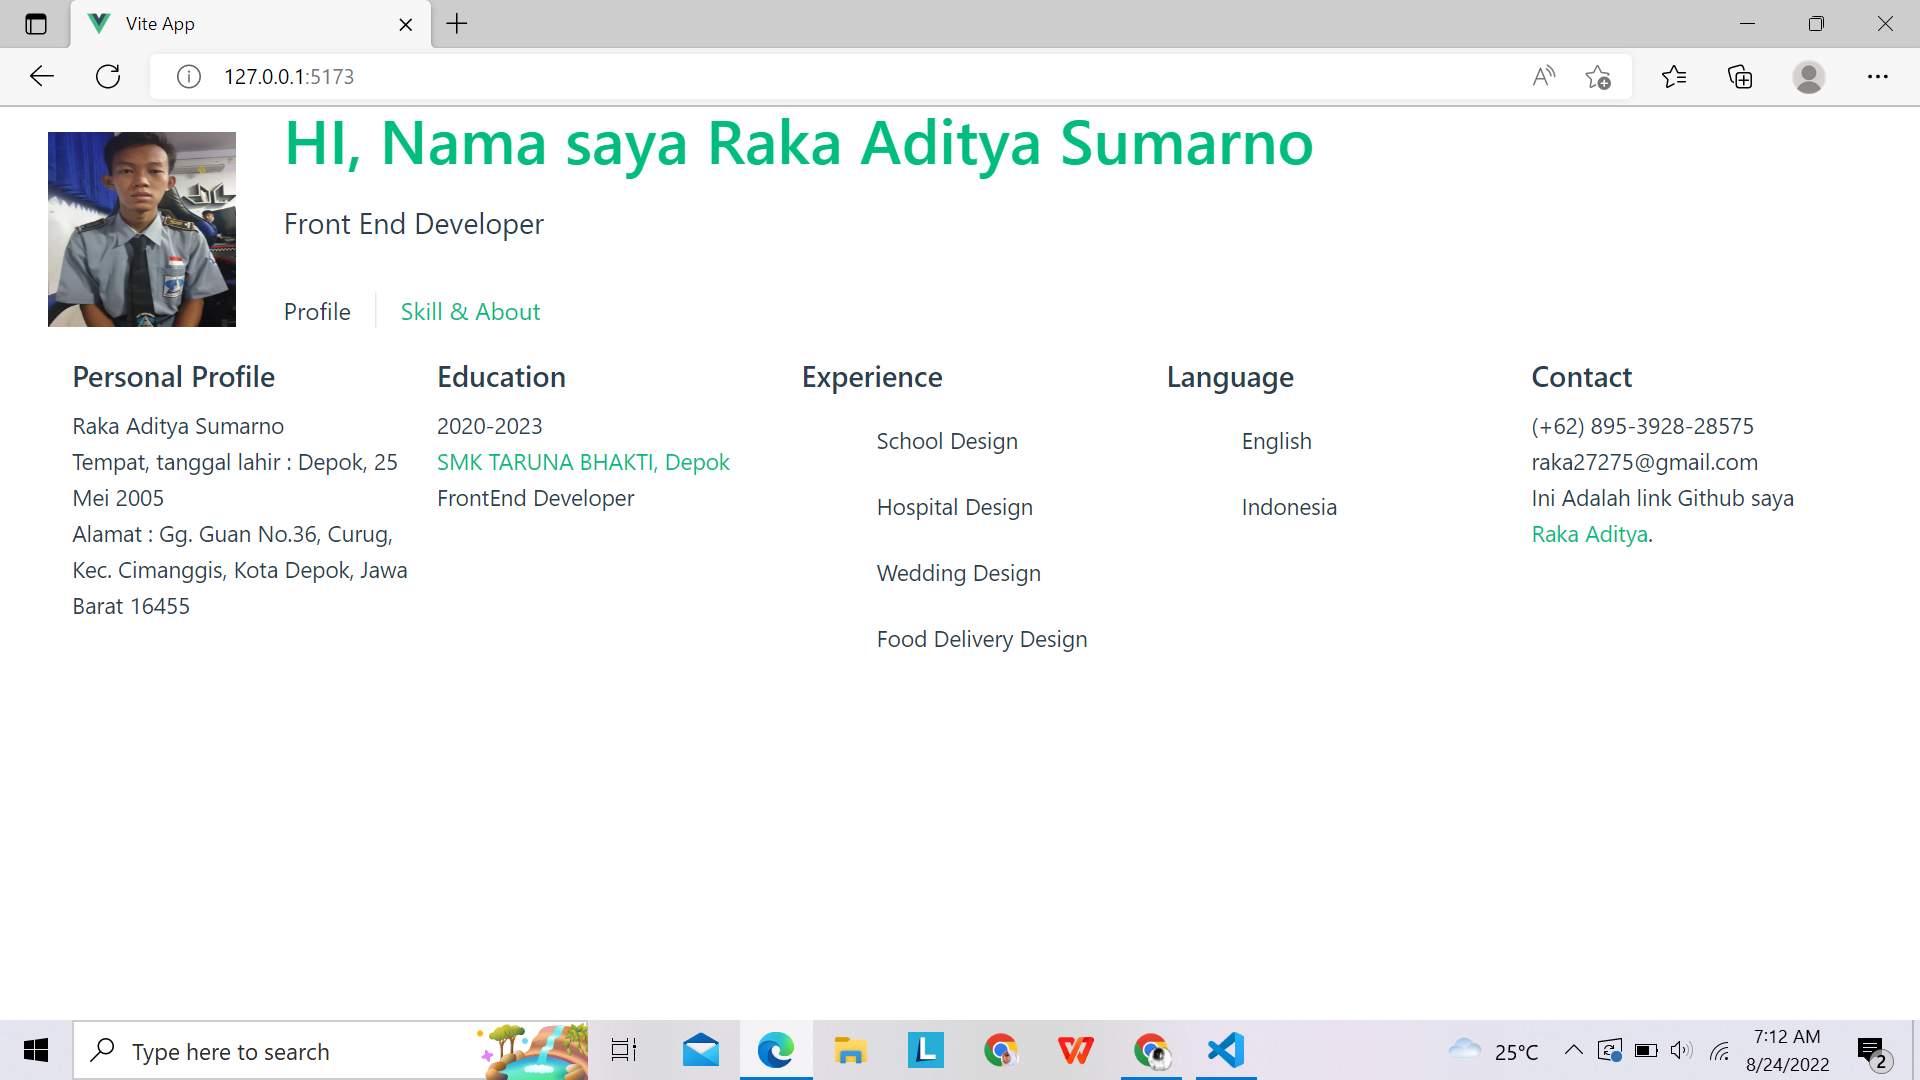 Vite App
127.0.0.1:5173
HI, Nama saya Raka Aditya Sumarno
Front End Developer
Profile
Skill & About
Personal Profile
Raka Aditya Sumarno
Tempat, tanggal lahir : Depok, 25
Mei 2005
Alamat : Gg. Guan No.36, Curug,
Kec. Cimanggis, Kota Depok, Jawa
Barat 16455
Education
2020-2023
SMK TARUNA BHAKTI, Depok
FrontEnd Developer
Experience
School Design
Hospital Design
Wedding Design
Food Delivery Design
Language
English
Indonesia
Contact
(+62) 895-3928-28575
raka27275@gmail.com
Ini Adalah link Github saya
Raka Aditya.
Type here to search
25°C
7:12 AM
8/24/2022
2